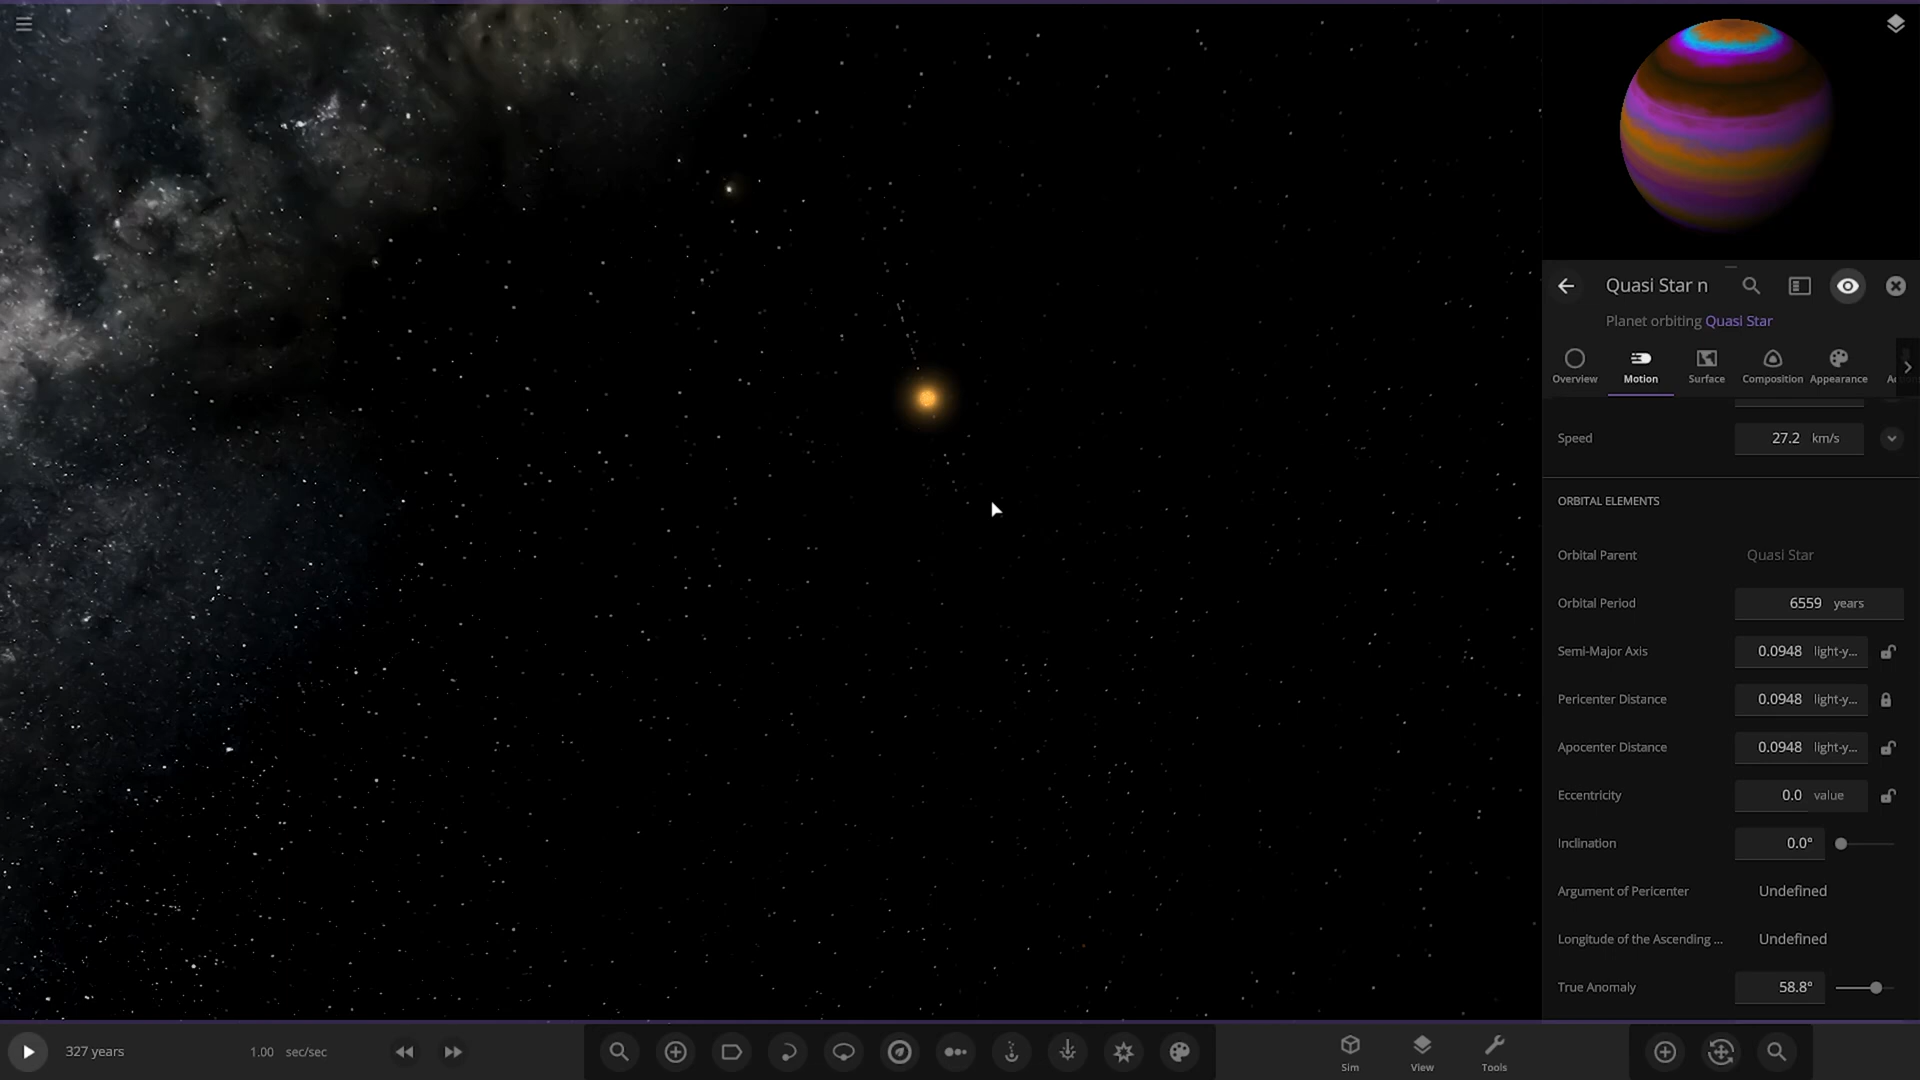 Quasi Star n
Planet orbiting Quasi Star
Overview Motion Surface Composition Appearance
Speed 27.2 km/s
ORBITAL ELEMENTS
Orbital Parent Quasi Star
Orbital Period 6559 years
Semi-Major Axis 0.0948 light-y...
Pericenter Distance 0.0948 light-y...
Apocenter Distance 0.0948 light-y...
Eccentricity 0.0 value
Inclination 0.0°
Argument of Pericenter Undefined
Longitude of the Ascending ... Undefined
True Anomaly 58.8°
327 years 1.00 sec/sec
Sim View Tools